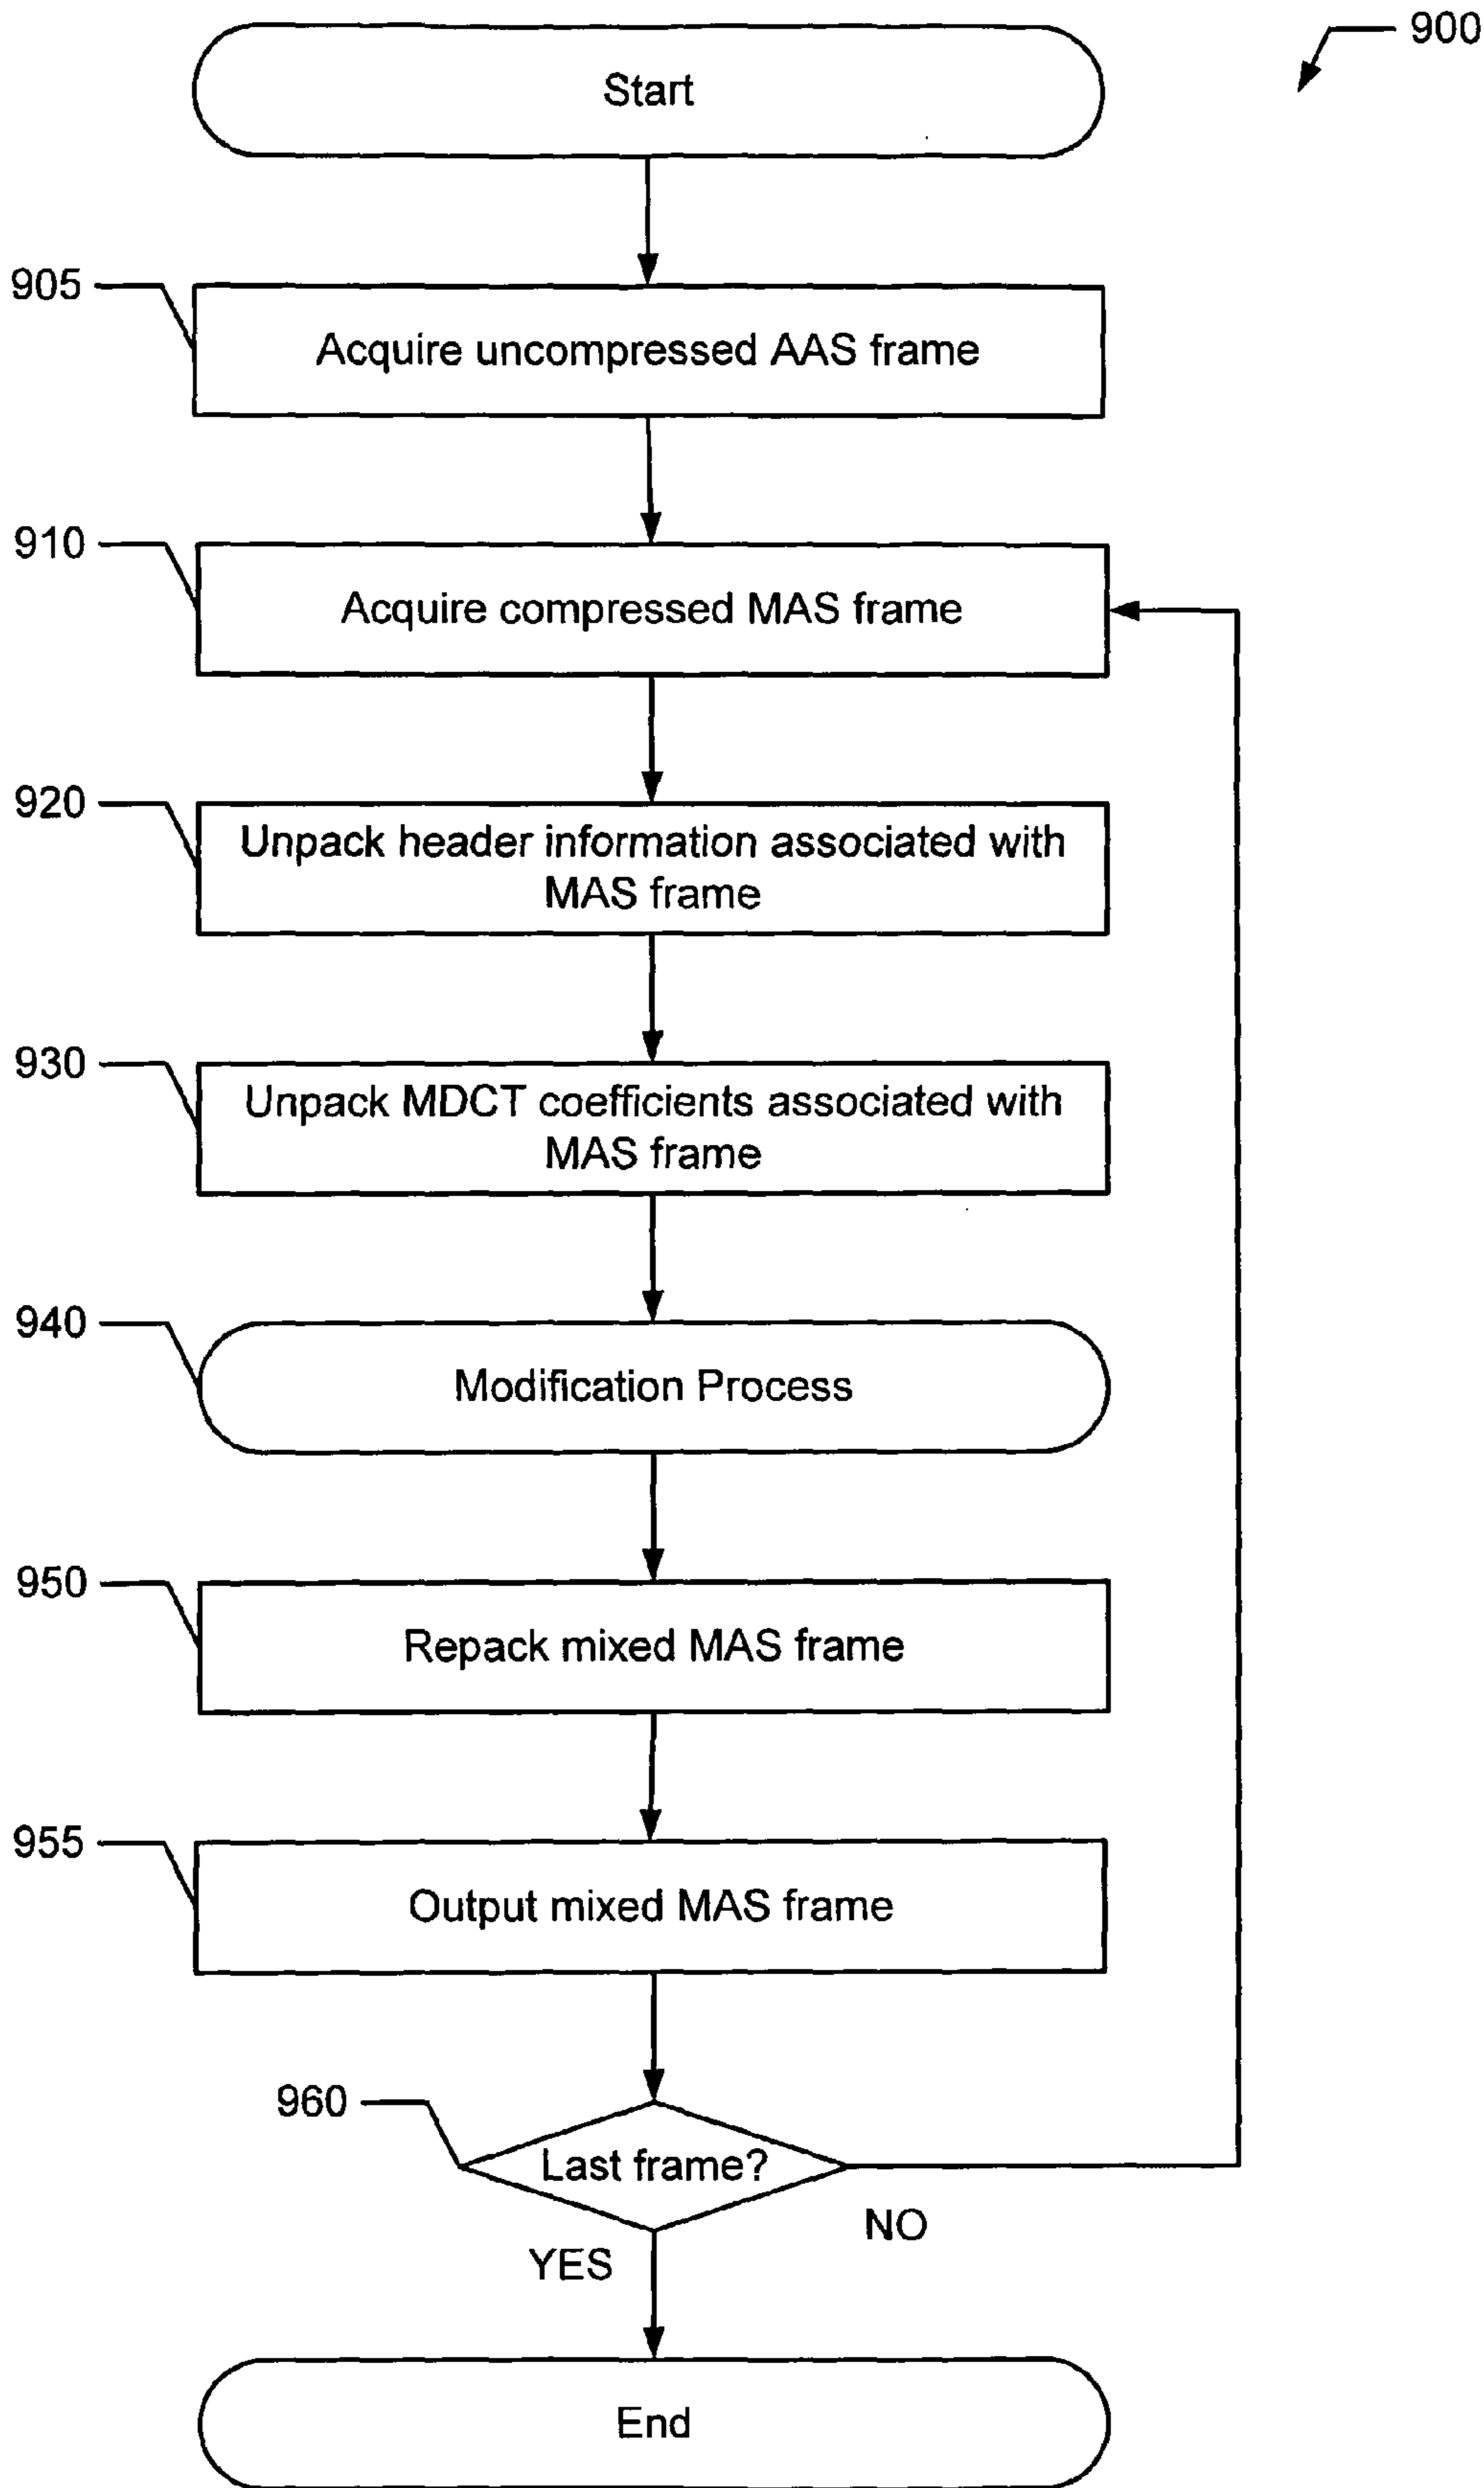 900
Start
905
Acquire uncompressed AAS frame
910
Acquire compressed MAS frame
920
Unpack header information associated with
MAS frame
930
Unpack MDCT coefficients associated with
MAS frame
940
Modification Process
950
Repack mixed MAS frame
955
Output mixed MAS frame
960
Last frame?
NO
YES
End